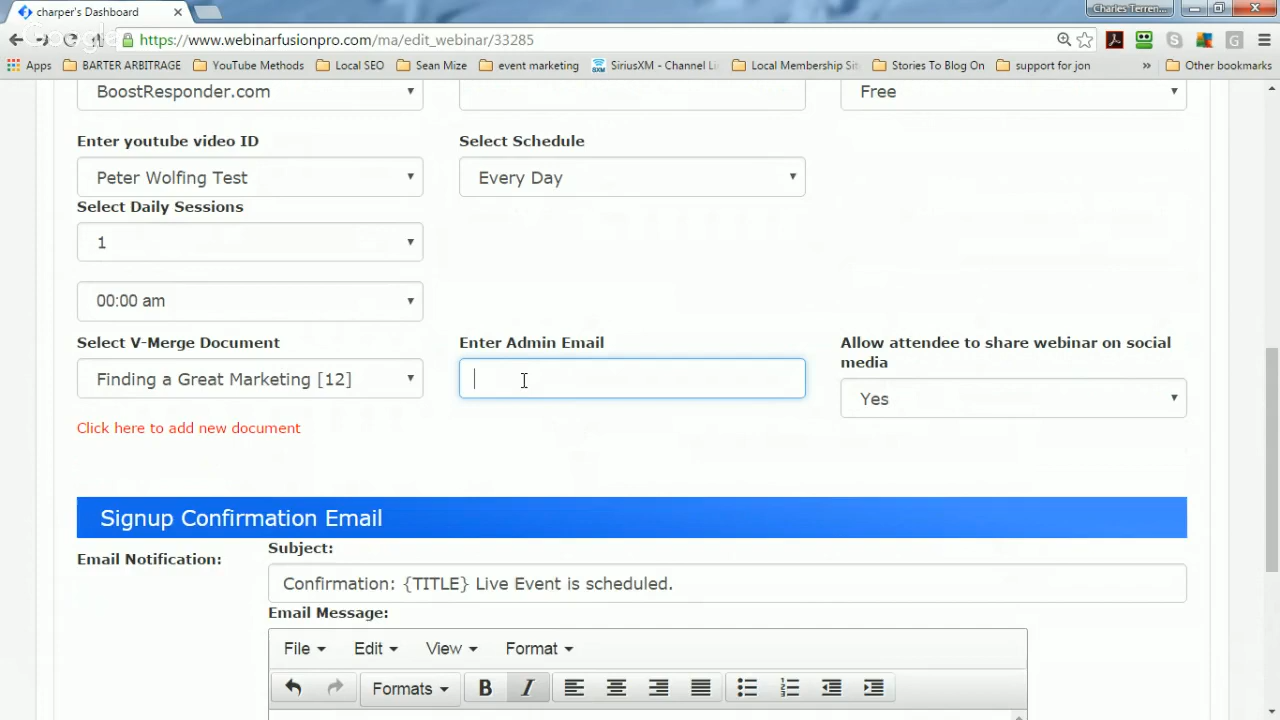 charper's Dashboard
Charles Terren...
https://www.webinarfusionpro.com/ma/edit_webinar/33285
Apps BARTER ARBITRAGE YouTube Methods Local SEO Sean Mize event marketing SiriusXM - Channel Li Local Membership Sit Stories To Blog On support for jon » Other bookmarks
BoostResponder.com Free
Enter youtube video ID Select Schedule
Peter Wolfing Test Every Day
Select Daily Sessions
1
00:00 am
Select V-Merge Document Enter Admin Email Allow attendee to share webinar on social media
Finding a Great Marketing [12] Yes
Click here to add new document
Signup Confirmation Email
Email Notification: Subject:
Confirmation: {TITLE} Live Event is scheduled.
Email Message:
File Edit View Format
Formats B I